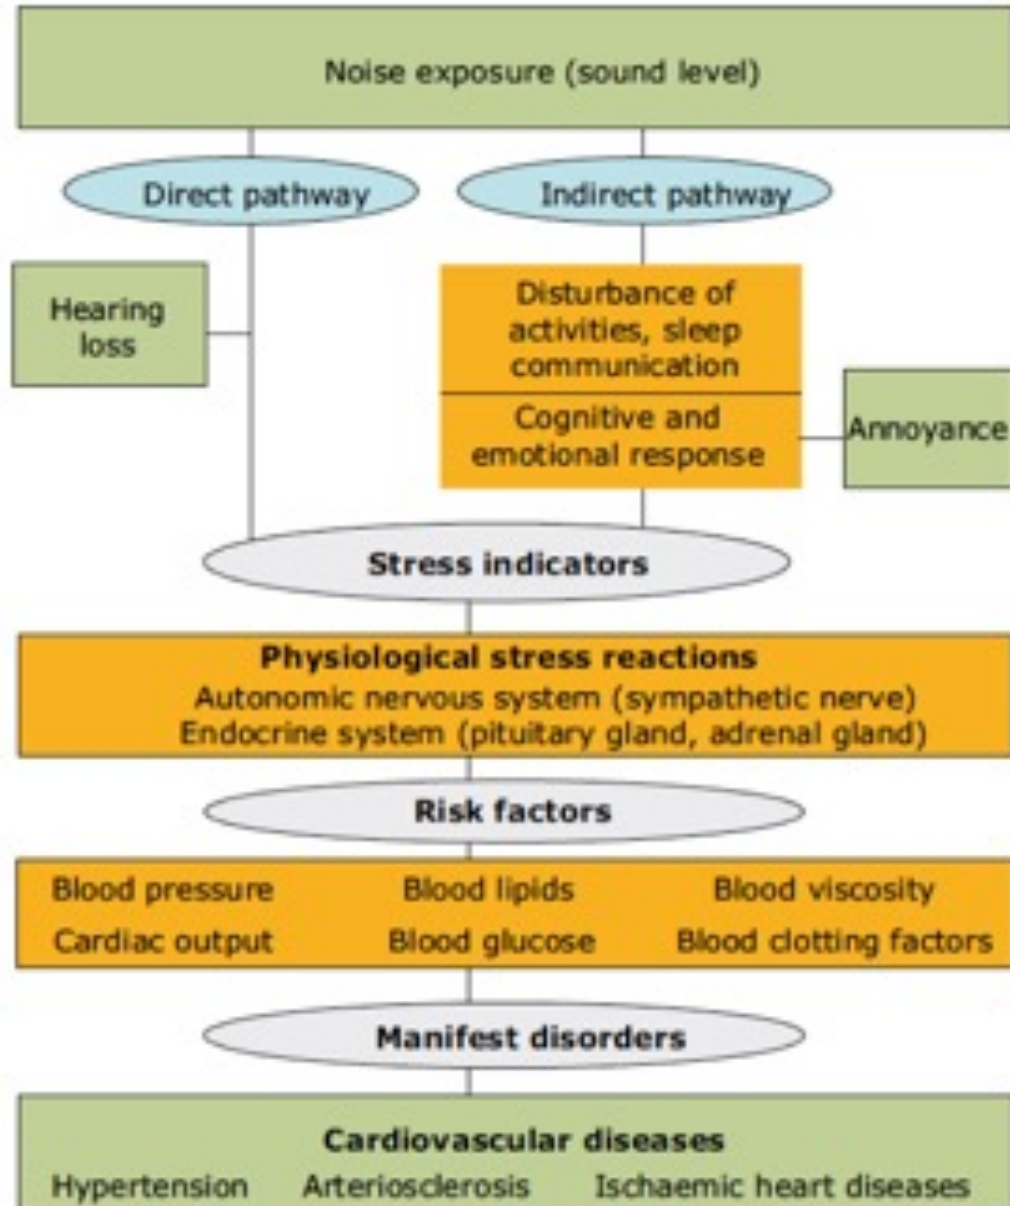 Noise exposure (sound level)
Direct pathway
Indirect pathway
Hearing
loss
Disturbance of
activities, sleep
communication
Cognitive and
emotional response
Annoyance
Stress indicators
Physiological stress reactions
Autonomic nervous system (sympathetic nerve)
Endocrine system (pituitary gland, adrenal gland)
Risk factors
Blood pressure Blood lipids Blood viscosity
Cardiac output Blood glucose Blood clotting factors
Manifest disorders
Cardiovascular diseases
Hypertension Arteriosclerosis Ischaemic heart diseases